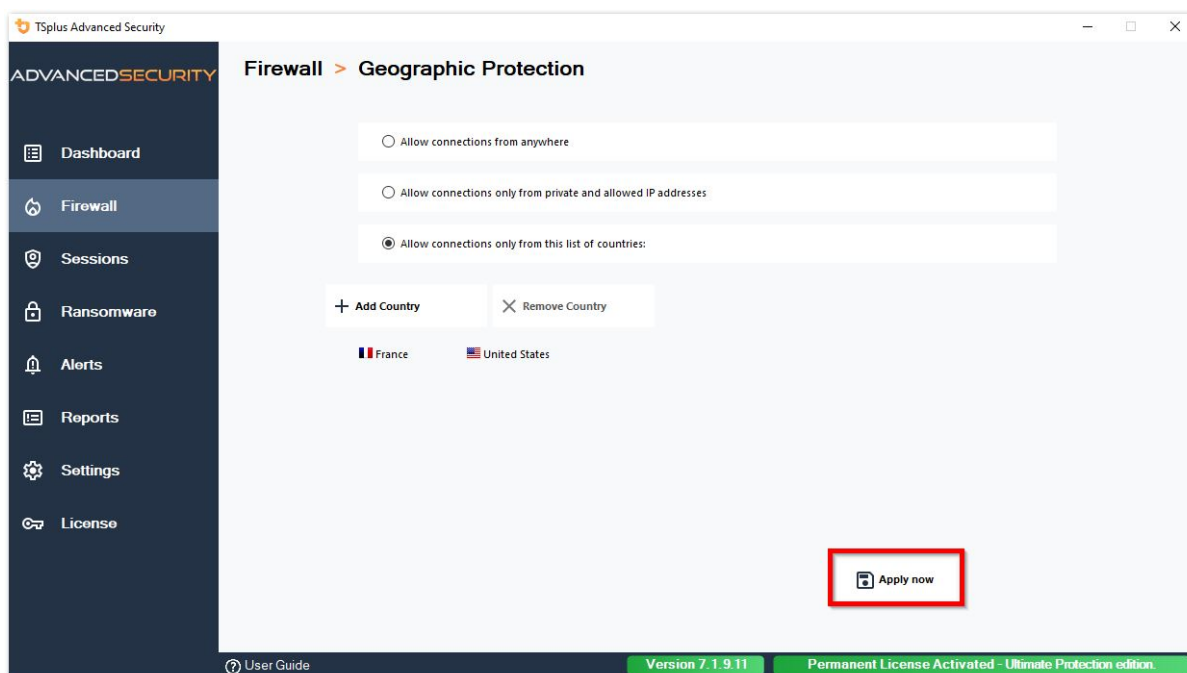 TSplus Advanced Security
ADVANCEDSECURITY
Firewall > Geographic Protection
Allow connections from anywhere
Dashboard
Allow connections only from private and allowed IP addresses
Firewall
Allow connections only from this list of countries:
Sessions
Add Country
Remove Country
Ransomware
France
United States
Alerts
Reports
Settings
License
Apply now
User Guide
Version 7.1.9.11
Permanent License Activated - Ultimate Protection edition.